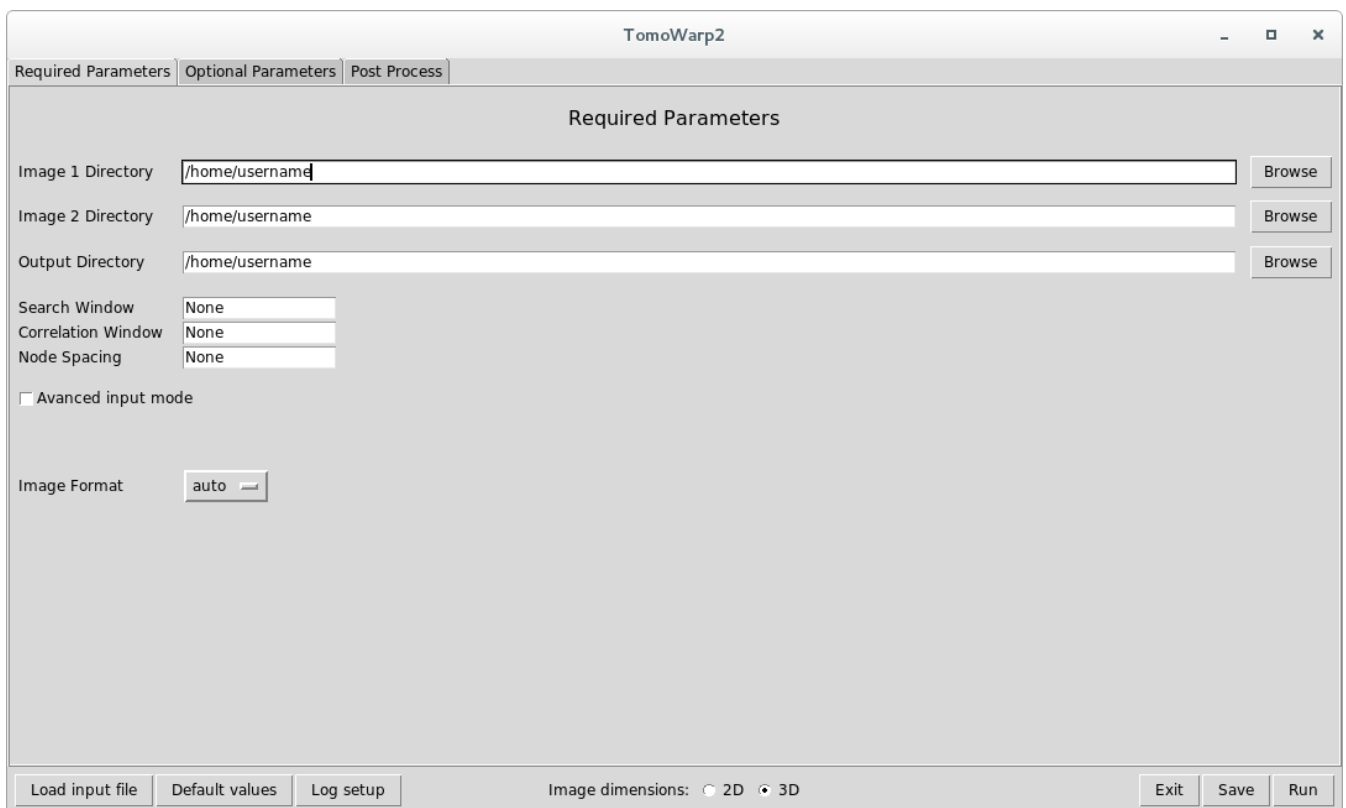 TomoWarp2
Required Parameters Optional Parameters Post Process
Required Parameters
Image 1 Directory /home/username Browse
Image 2 Directory /home/username Browse
Output Directory /home/username Browse
Search Window None
Correlation Window None
Node Spacing None
Avanced input mode
Image Format auto
Load input file Default values Log setup Image dimensions: 2D 3D Exit Save Run